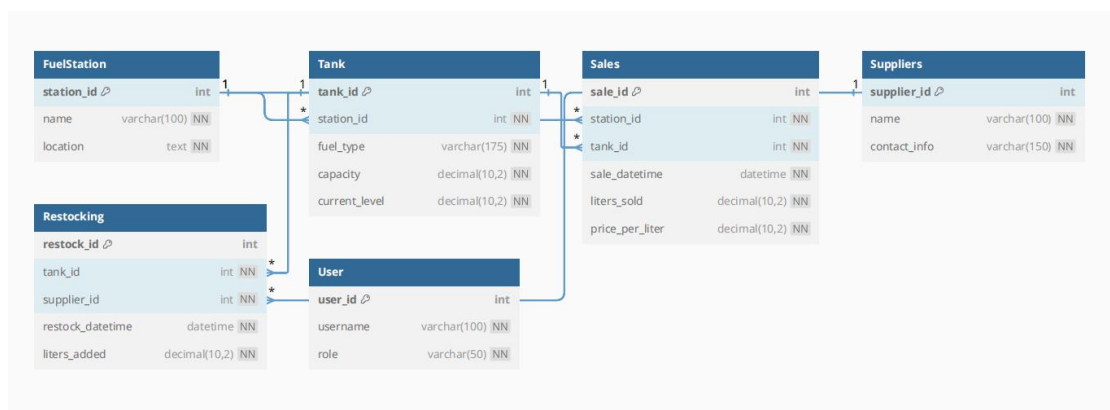 FuelStation
station_id int
name varchar(100) NN
location text NN
Tank
tank_id int
station_id int NN
fuel_type varchar(175) NN
capacity decimal(10,2) NN
current_level decimal(10,2) NN
Sales
sale_id int
station_id int NN
tank_id int NN
sale_datetime datetime NN
liters_sold decimal(10,2) NN
price_per_liter decimal(10,2) NN
Suppliers
supplier_id int
name varchar(100) NN
contact_info varchar(150) NN
Restocking
restock_id int
tank_id int NN
supplier_id int NN
restock_datetime datetime NN
liters_added decimal(10,2) NN
User
user_id int
username varchar(100) NN
role varchar(50) NN
1
1
*
1
*
*
1
*
*